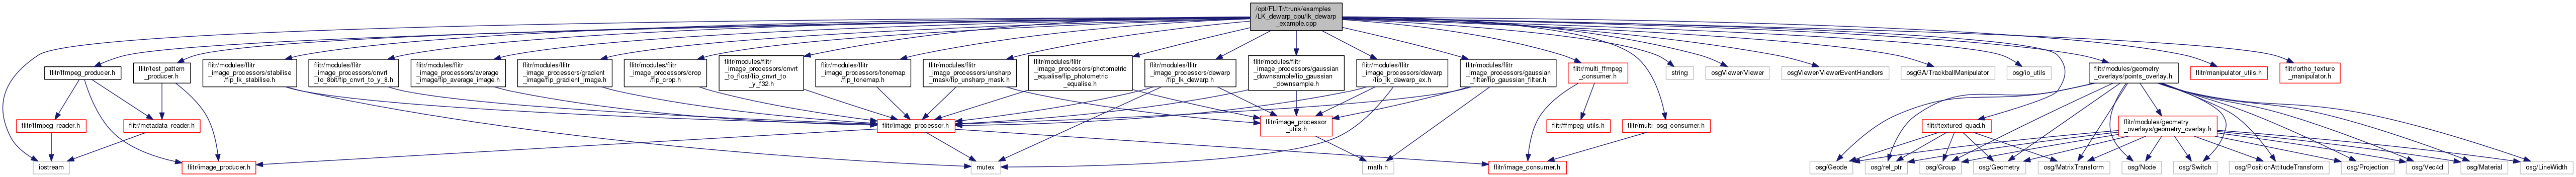 /opt/FLITr/trunk/examples
/LK_dewarp_cpu/lk_dewarp
_example.cpp
flitr/ffmpeg_producer.h
flitr/test_pattern
_producer.h
flitr/modules/flitr
_image_processors/stabilise
/fip_lk_stabilise.h
flitr/modules/flitr
_image_processors/cnvrt
_to_8bit/fip_cnvrt_to_y_8.h
flitr/modules/flitr
_image_processors/average
_image/fip_average_image.h
flitr/modules/flitr
_image_processors/gradient
_image/fip_gradient_image.h
flitr/modules/flitr
_image_processors/crop
/fip_crop.h
flitr/modules/flitr
_image_processors/cnvrt
_to_float/fip_cnvrt_to
_y_f32.h
flitr/modules/flitr
_image_processors/tonemap
/fip_tonemap.h
flitr/modules/flitr
_image_processors/unsharp
_mask/fip_unsharp_mask.h
flitr/modules/flitr
_image_processors/photometric
_equalise/fip_photometric
_equalise.h
flitr/modules/flitr
_image_processors/dewarp
/fip_lk_dewarp.h
flitr/modules/flitr
_image_processors/gaussian
_downsample/fip_gaussian
_downsample.h
flitr/modules/flitr
_image_processors/dewarp
/fip_lk_dewarp_ex.h
flitr/modules/flitr
_image_processors/gaussian
_filter/fip_gaussian_filter.h
flitr/multi_ffmpeg
_consumer.h
string
osgViewer/Viewer
osgViewer/ViewerEventHandlers
osgGA/TrackballManipulator
osg/io_utils
flitr/modules/geometry
_overlays/points_overlay.h
flitr/manipulator_utils.h
flitr/ortho_texture
_manipulator.h
flitr/ffmpeg_reader.h
flitr/metadata_reader.h
flitr/image_processor.h
flitr/image_processor
_utils.h
flitr/ffmpeg_utils.h
flitr/multi_osg_consumer.h
flitr/textured_quad.h
flitr/modules/geometry
_overlays/geometry_overlay.h
iostream
flitr/image_producer.h
mutex
math.h
flitr/image_consumer.h
osg/Geode
osg/ref_ptr
osg/Group
osg/Geometry
osg/MatrixTransform
osg/Node
osg/Switch
osg/PositionAttitudeTransform
osg/Projection
osg/Vec4d
osg/Material
osg/LineWidth